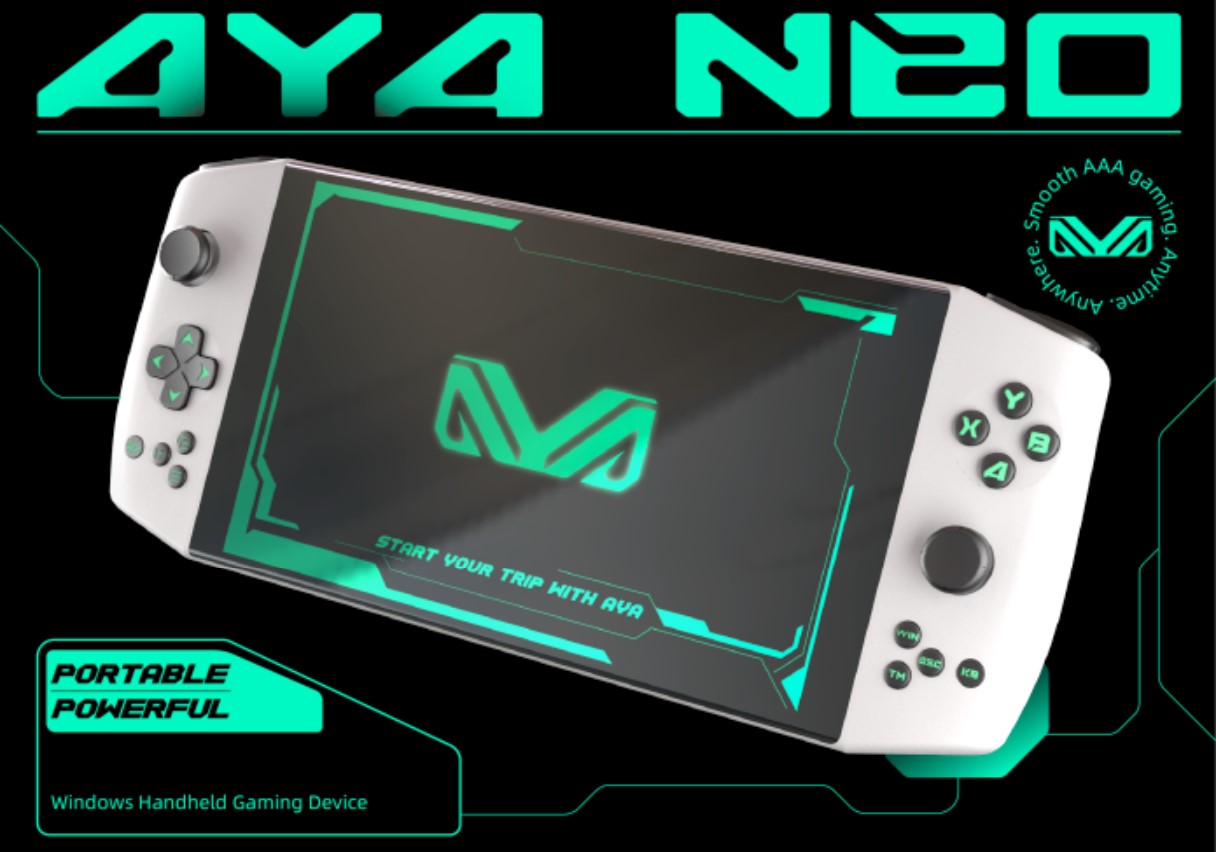 AYA NEO
Smooth AAA gaming. Anytime. Anywhere.
AYA
START YOUR TRIP WITH AYA
Y
X
B
A
WIN
ESC
TM
KB
PORTABLE
POWERFUL
Windows Handheld Gaming Device